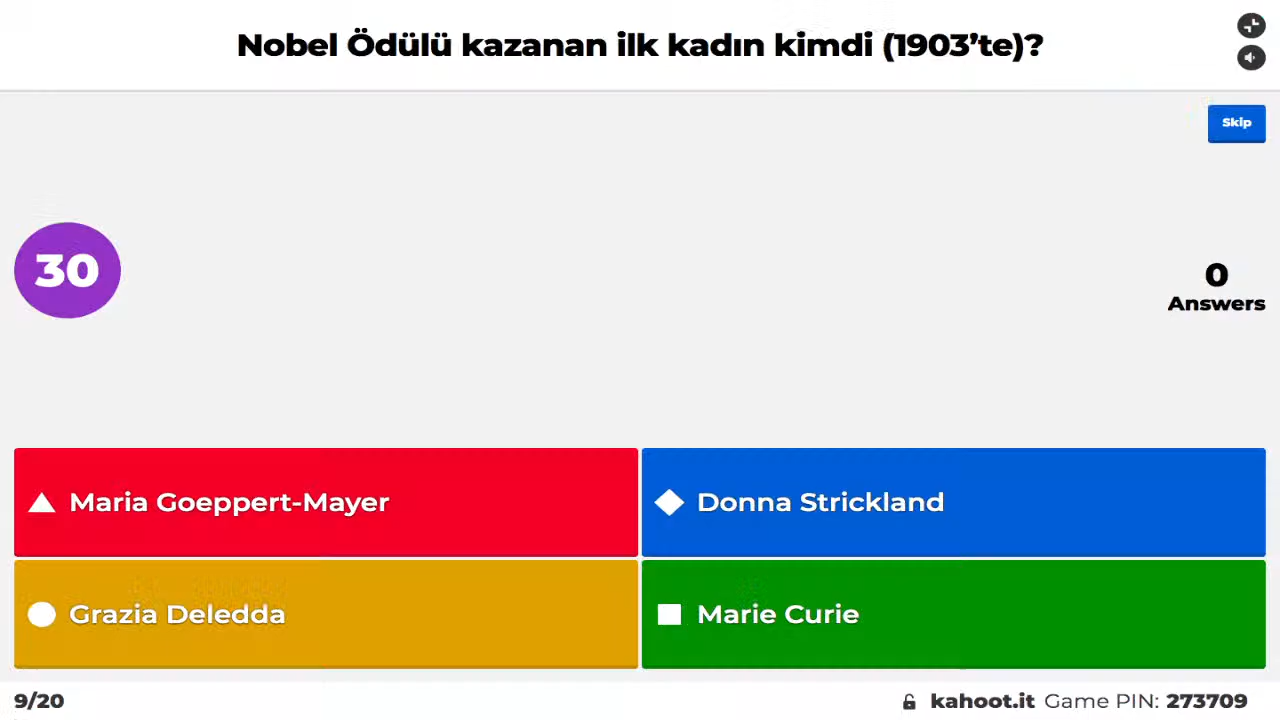 Nobel Ödülü kazanan ilk kadın kimdi (1903’te)?
Skip
30
0
Answers
Maria Goeppert-Mayer
Donna Strickland
Grazia Deledda
Marie Curie
9/20
kahoot.it Game PIN: 273709